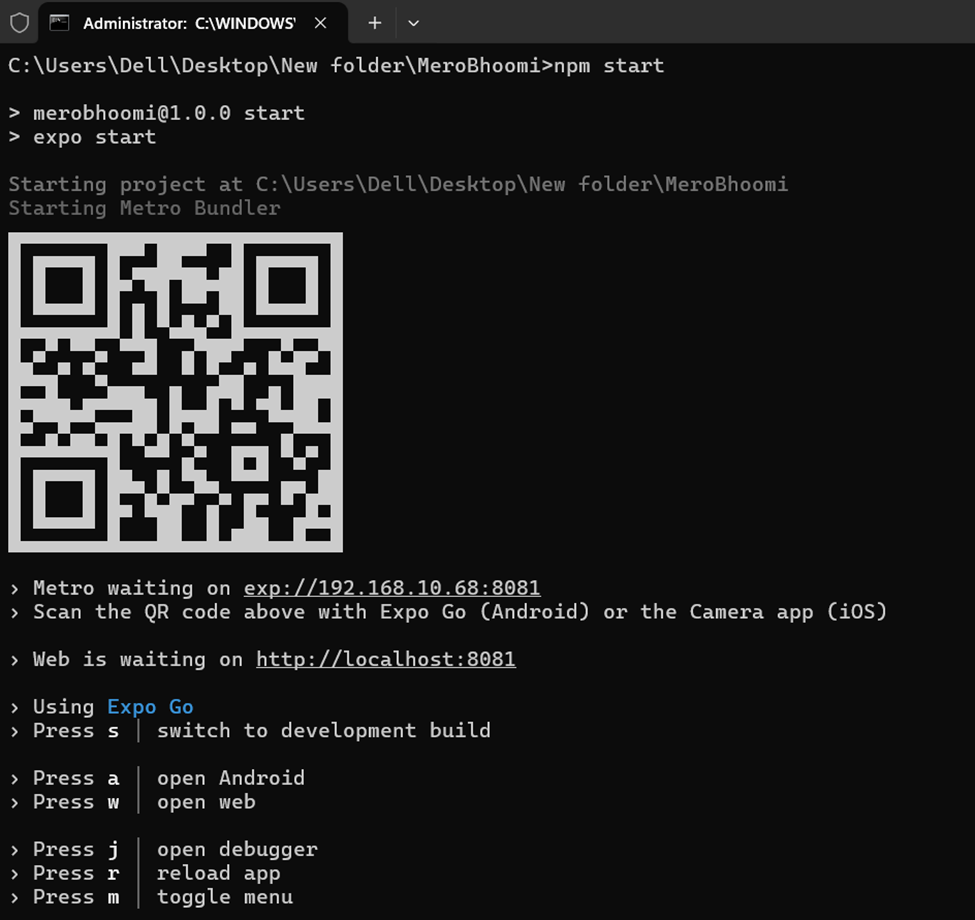 Administrator: C:\WINDOWS'
C:\Users\Dell\Desktop\New folder\MeroBhoomi>npm start
> merobhoomi@1.0.0 start
> expo start
Starting project at C:\Users\Dell\Desktop\New folder\MeroBhoomi
Starting Metro Bundler
› Metro waiting on exp://192.168.10.68:8081
› Scan the QR code above with Expo Go (Android) or the Camera app (iOS)
› Web is waiting on http://localhost:8081
› Using Expo Go
› Press s │ switch to development build
› Press a │ open Android
› Press w │ open web
› Press j │ open debugger
› Press r │ reload app
› Press m │ toggle menu